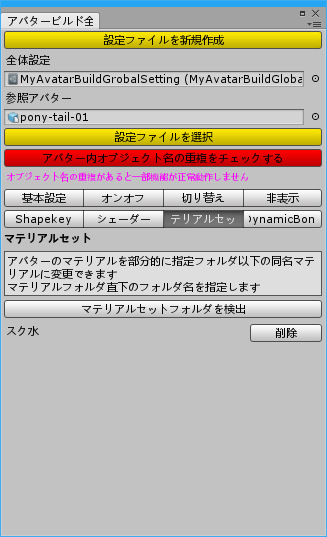 アバタービルド全
設定ファイルを新規作成
全体設定
MyAvatarBuildGrobalSetting (MyAvatarBuildGloba
参照アバター
pony-tail-01
設定ファイルを選択
アバター内オブジェクト名の重複をチェックする
オブジェクト名の重複があると一部機能が正常動作しません
基本設定 オンオフ 切り替え 非表示
Shapekey シェーダー テリアルセッ ynamicBon
マテリアルセット
アバターのマテリアルを部分的に指定フォルダ以下の同名マテ
リアルに変更できます
マテリアルフォルダ直下のフォルダ名を指定します
マテリアルセットフォルダを検出
スク水 削除